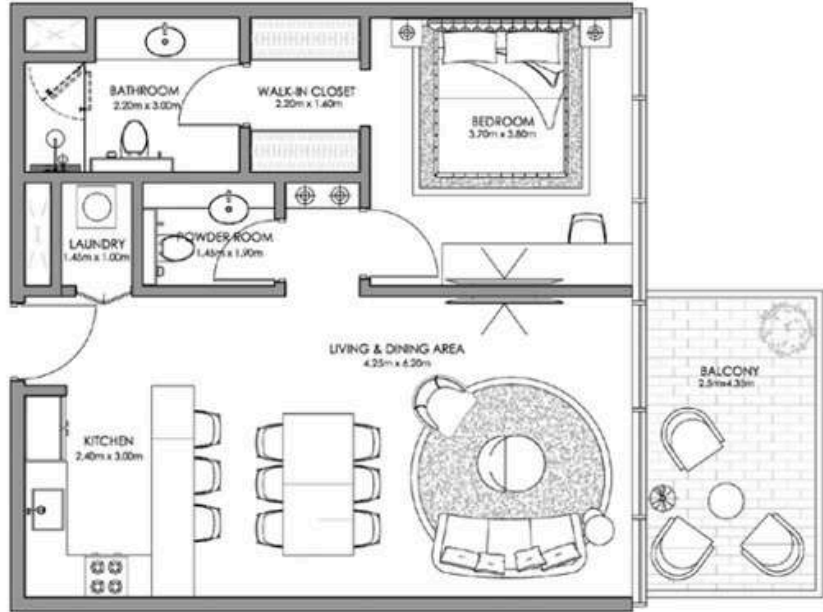 BATHROOM
2.20m x 3.00m
WALK-IN CLOSET
2.20m x 1.60m
BEDROOM
3.70m x 3.80m
LAUNDRY
1.45m x 1.00m
POWDER ROOM
1.45m x 1.90m
LIVING & DINING AREA
4.25m x 6.20m
BALCONY
2.5mx4.35m
KITCHEN
2.40m x 3.00m